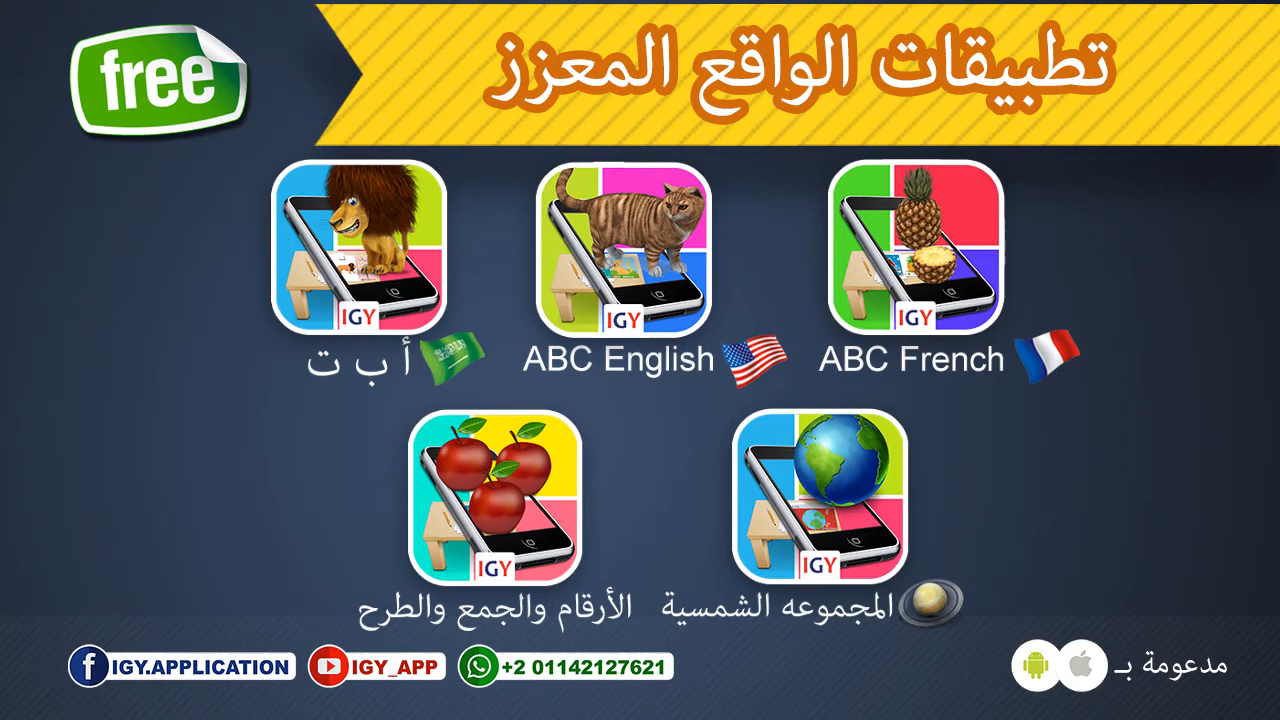 free
تطبيقات الواقع المعزز
IGY
IGY
IGY
أ ب ت
ABC English
ABC French
IGY
IGY
الأرقام والجمع والطرح
المجموعه الشمسية
IGY.APPLICATION
IGY_APP
+2 01142127621
مدعومة بـ